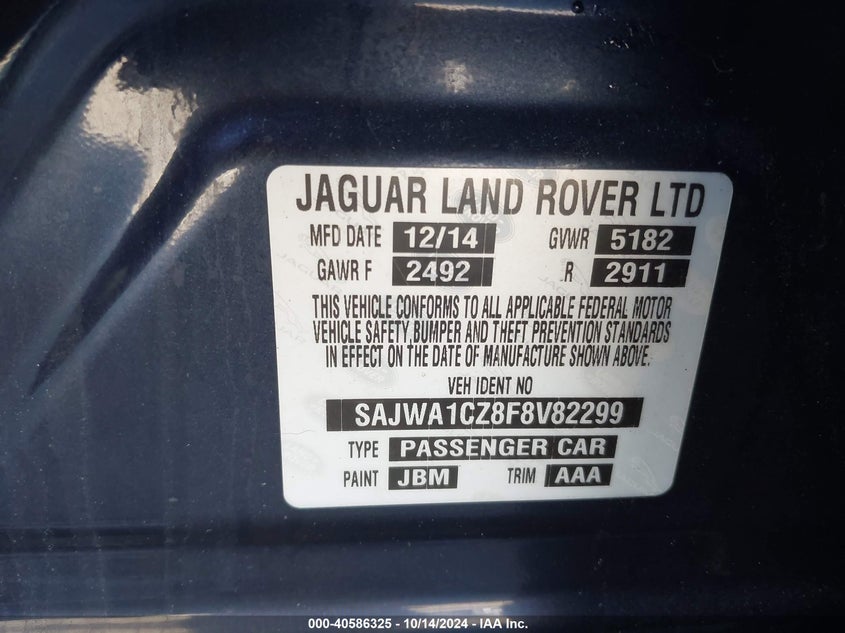 JAGUAR LAND ROVER LTD
MFD DATE 12/14 GVWR 5182
GAWR F 2492 R 2911
THIS VEHICLE CONFORMS TO ALL APPLICABLE FEDERAL MOTOR
VEHICLE SAFETY, BUMPER AND THEFT PREVENTION STANDARDS
IN EFFECT ON THE DATE OF MANUFACTURE SHOWN ABOVE.
VEH IDENT NO
SAJWA1CZ8F8V82299
TYPE PASSENGER CAR
PAINT JBM TRIM AAA
000-40586325 - 10/14/2024 - IAA Inc.